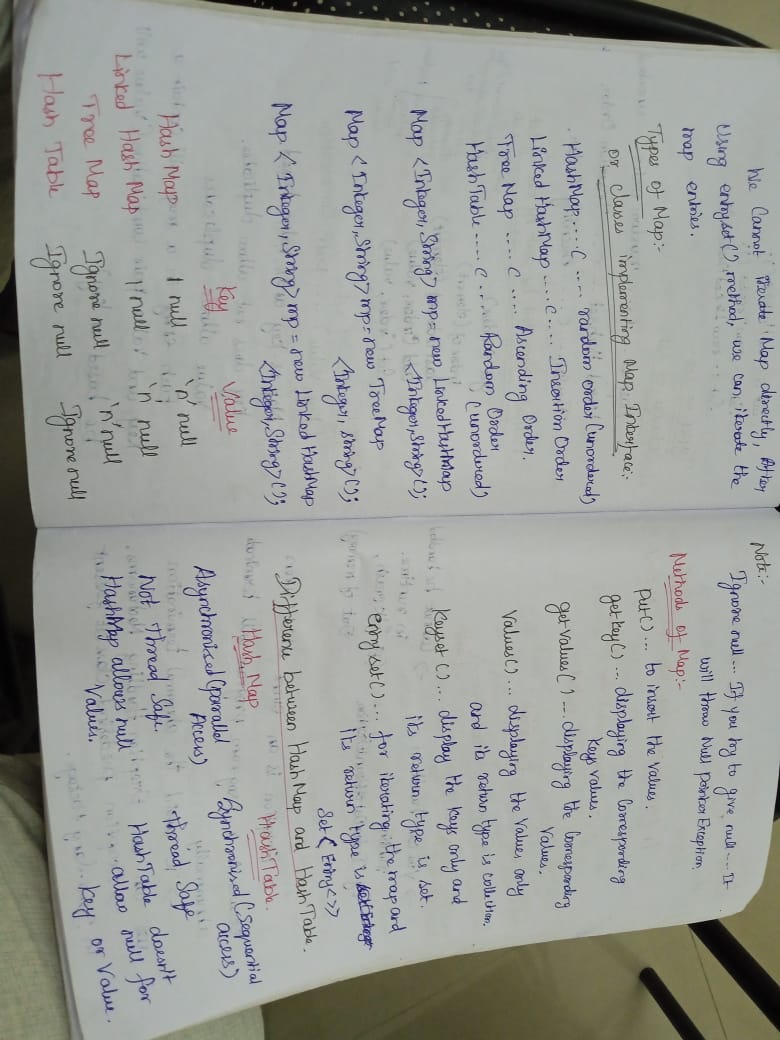 We Cannot iterate Map directly, After
Using entryset() method, we can iterate the
map entries.
Types of Map:-
or classes implementing Map Interface:-
HashMap....C .... random order (unordered)
Linked HashMap ....C.... Insertion Order
Tree Map ....C .... Ascending Order.
HashTable ....C.... Random Order
(unordered)
Map <Integer, String> mp = new LinkedHashMap
<Integer, String>();
Map <Integer, String> mp = new TreeMap
<Integer, String>();
Map <Integer, String> mp = new Linked HashMap
<Integer, String>();
Key Value
Hash Map 1 null 'n' null
Linked Hash Map 1 null 'n' null
Tree Map Ignore null 'n' null
Hash Table Ignore null Ignore null
Note:-
Ignore null... If you try to give null.... It
will throw Null pointer Exception.
Methods of Map:-
put()... to insert the values.
getkey() ... displaying the Corresponding
Keys values.
getvalues() ... displaying the Corresponding
Values.
Values() ... displaying the Values only
and its return type is collection.
Keyset ()... display the keys only and
its return type is set.
entry set()... for iterating the map and
its return type is
Set < Entry<>>
Difference between HashMap and HashTable.
Hash Map HashTable.
Asynchronised (parallel Synchronised (Sequential
Access) access)
Not Thread Safe. Thread Safe
HashMap allows null HashTable doesn't
Values. allow null for
key or Value.